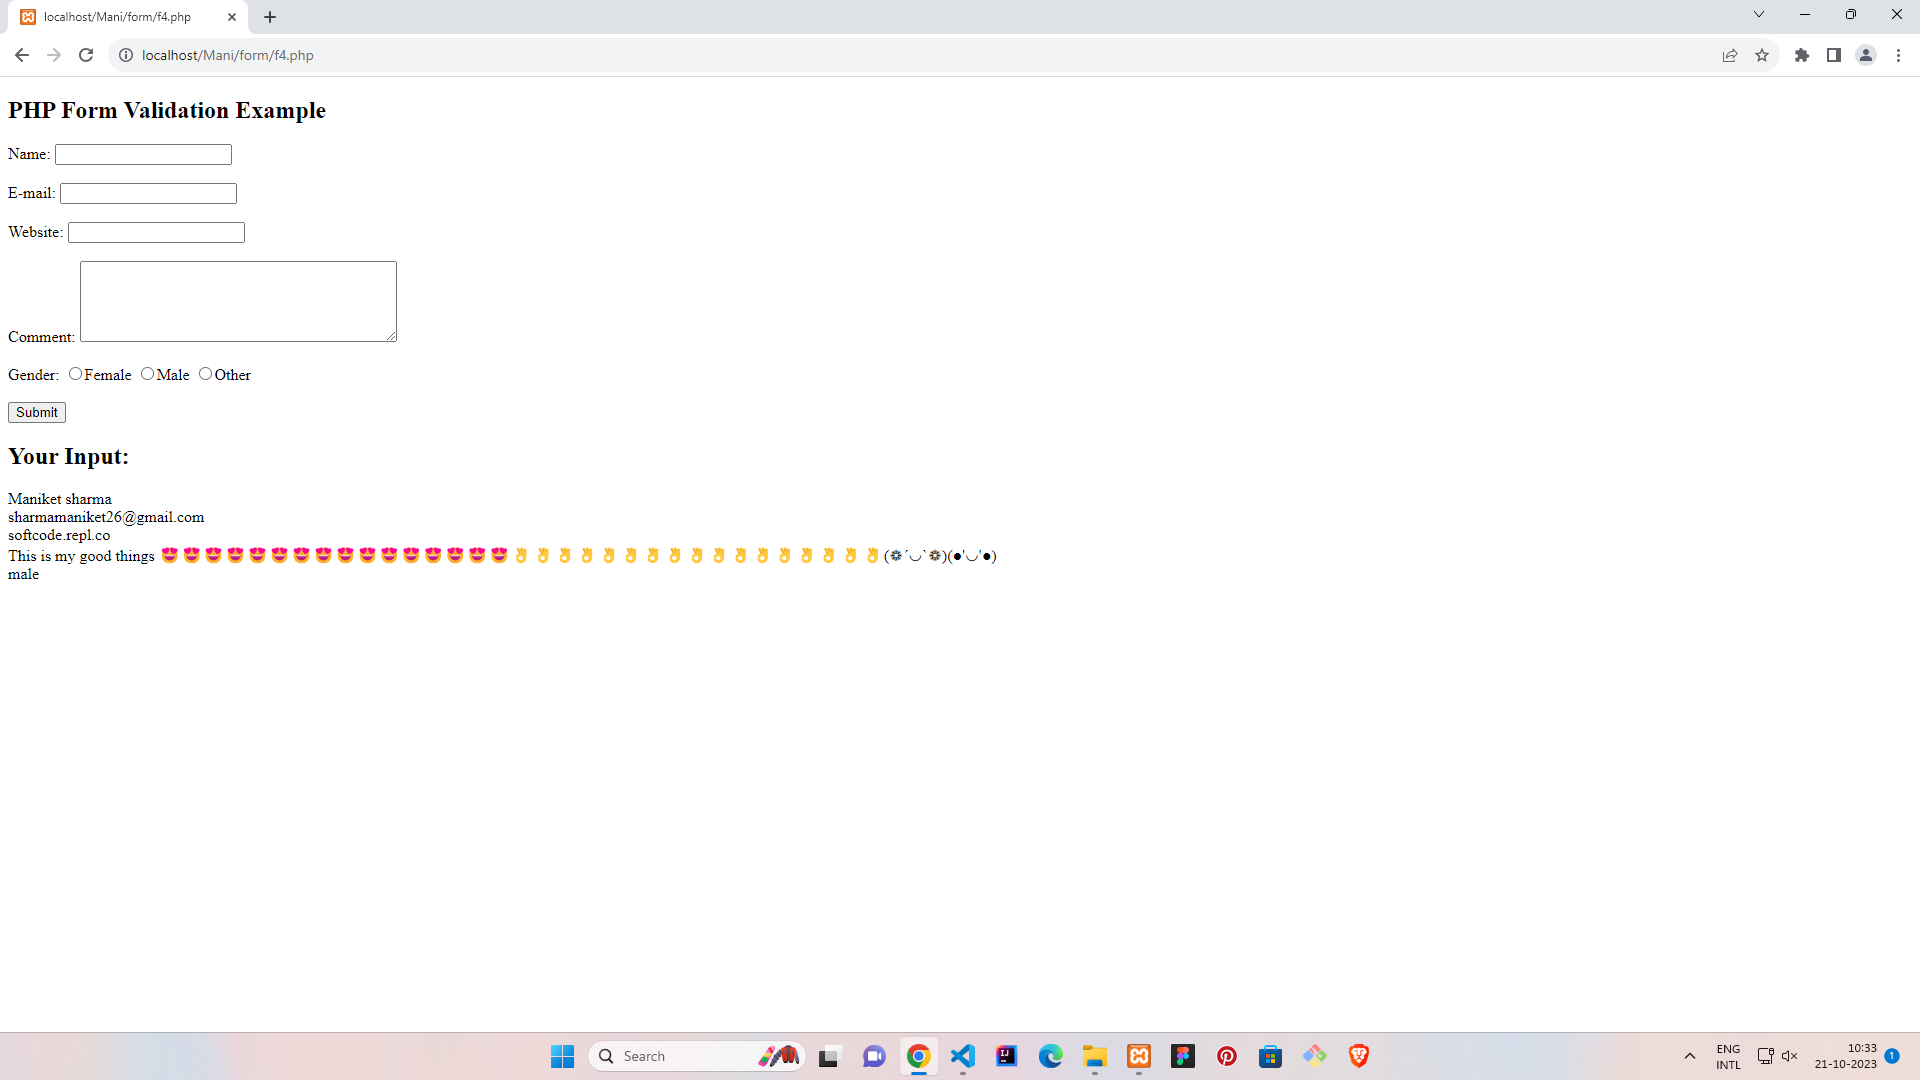 localhost/Mani/form/f4.php
localhost/Mani/form/f4.php
PHP Form Validation Example
Name:
E-mail:
Website:
Comment:
Gender: Female Male Other
Submit
Your Input:
Maniket sharma
sharmamaniket26@gmail.com
softcode.repl.co
This is my good things 😍😍😍😍😍😍😍😍😍😍😍😍😍😍😍😍👌👌👌👌👌👌👌👌👌👌👌👌👌👌👌👌👌(❁´◡`❁)(●'◡'●)
male
Search
ENG
INTL
10:33
21-10-2023
1